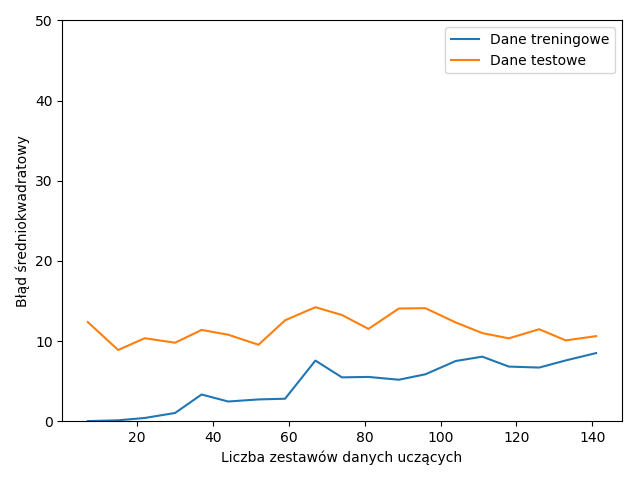 50
40
30
20
10
0
Błąd średniokwadratowy
Dane treningowe
Dane testowe
20 40 60 80 100 120 140
Liczba zestawów danych uczących